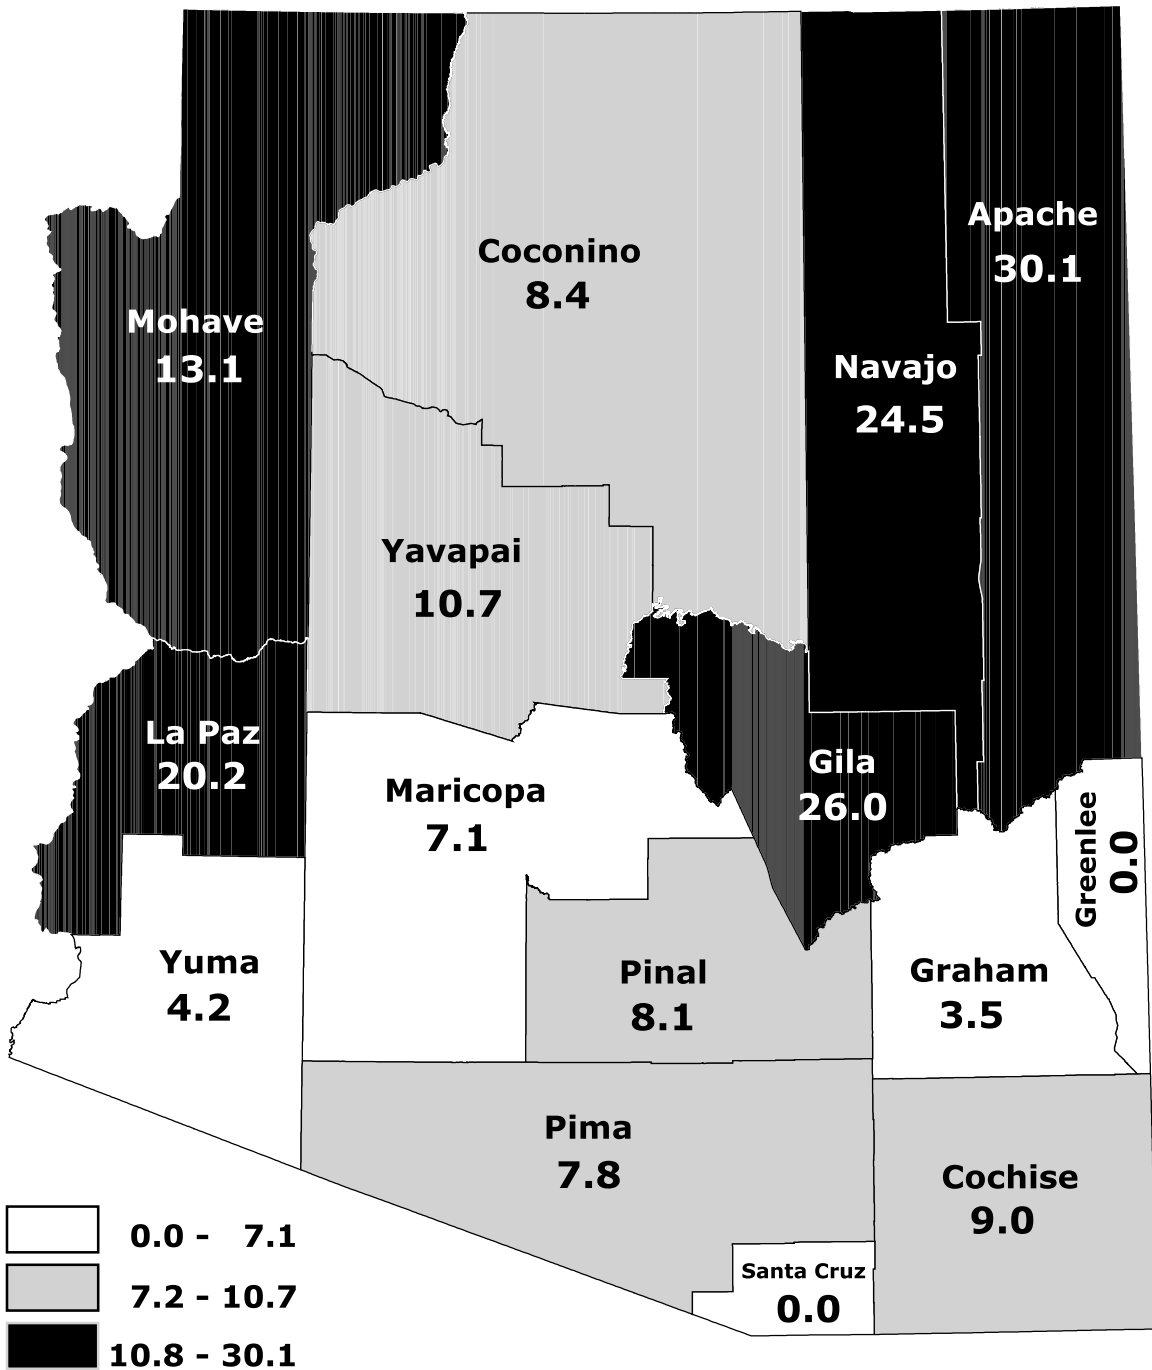 Apache
30.1
Coconino
8.4
Mohave
13.1
Navajo
24.5
Yavapai
10.7
La Paz
20.2
Gila
26.0
Maricopa
7.1
Greenlee
0.0
Yuma
4.2
Pinal
8.1
Graham
3.5
Pima
7.8
Cochise
9.0
Santa Cruz
0.0
0.0 - 7.1
7.2 - 10.7
10.8 - 30.1